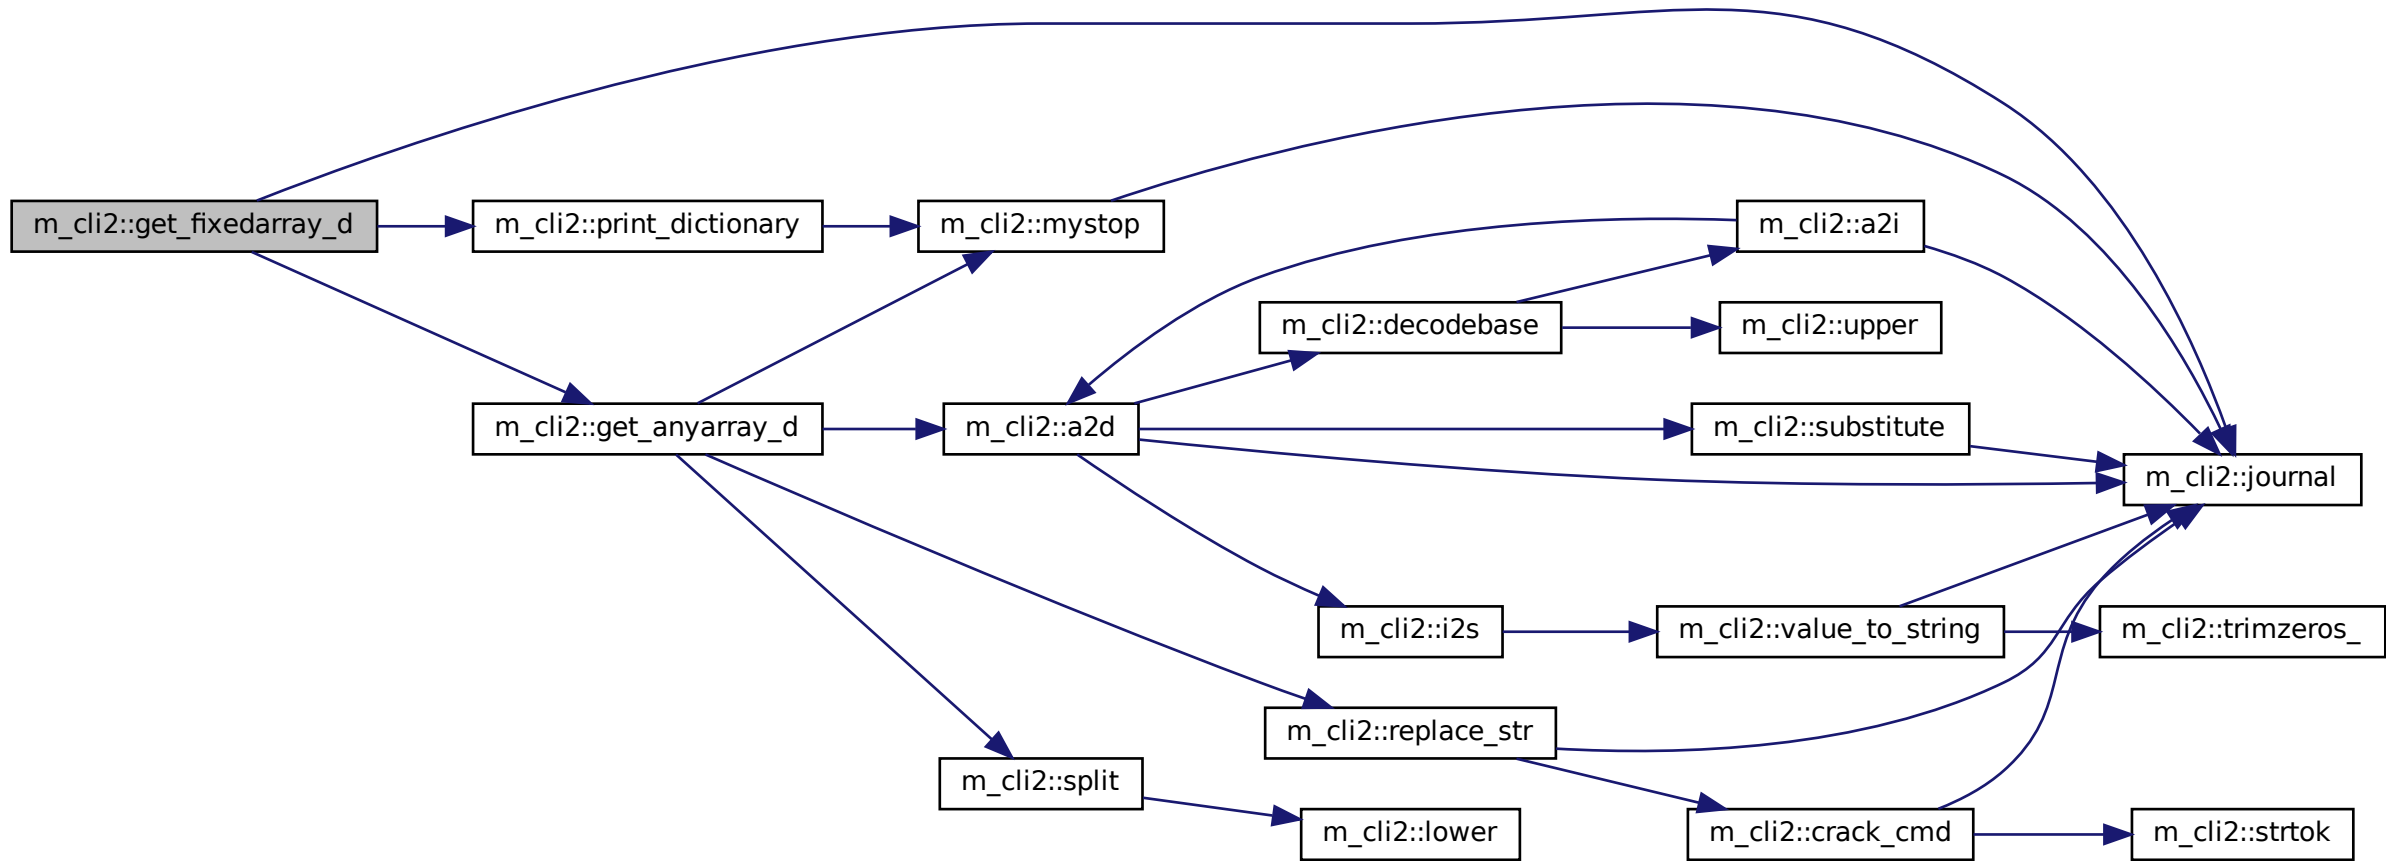 m_cli2::get_fixedarray_d
m_cli2::print_dictionary
m_cli2::mystop
m_cli2::a2i
m_cli2::decodebase
m_cli2::upper
m_cli2::get_anyarray_d
m_cli2::a2d
m_cli2::substitute
m_cli2::journal
m_cli2::i2s
m_cli2::value_to_string
m_cli2::trimzeros_
m_cli2::replace_str
m_cli2::split
m_cli2::lower
m_cli2::crack_cmd
m_cli2::strtok